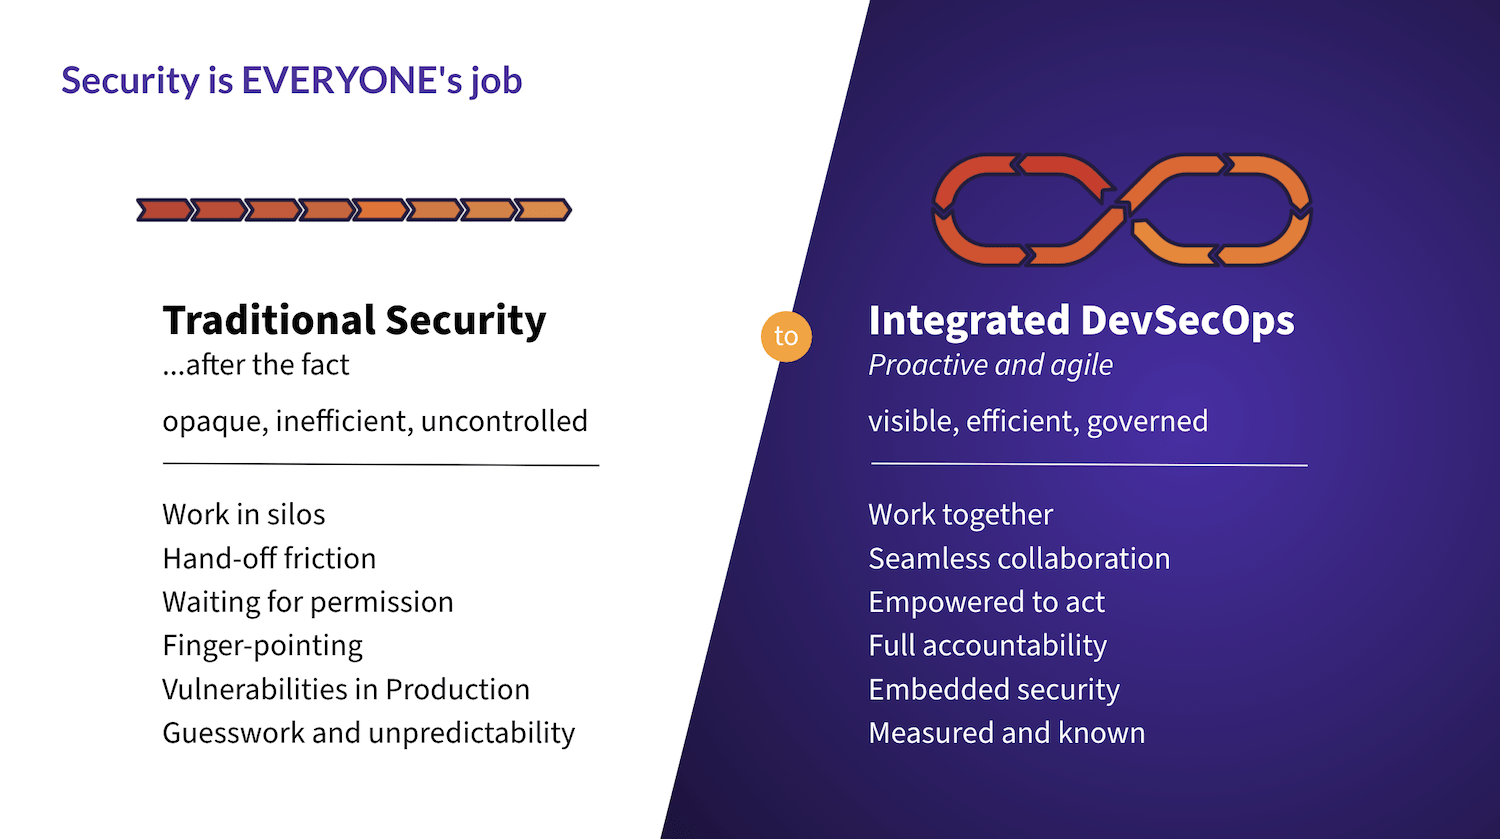 Security is EVERYONE's job
Traditional Security
...after the fact
opaque, inefficient, uncontrolled
Work in silos
Hand-off friction
Waiting for permission
Finger-pointing
Vulnerabilities in Production
Guesswork and unpredictability
to
Integrated DevSecOps
Proactive and agile
visible, efficient, governed
Work together
Seamless collaboration
Empowered to act
Full accountability
Embedded security
Measured and known